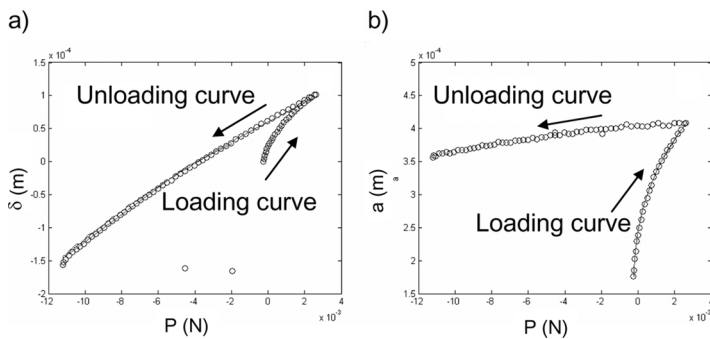 a)
x 10⁻⁴
1.5
1
0.5
0
-0.5
-1
-1.5
-2
δ (m)
Unloading curve
Loading curve
-12 -10 -8 -6 -4 -2 0 2 4
x 10⁻³
P (N)
b)
x 10⁻⁴
5
4.5
4
3.5
3
2.5
2
1.5
a (m)
a
Unloading curve
Loading curve
-12 -10 -8 -6 -4 -2 0 2 4
x 10⁻³
P (N)